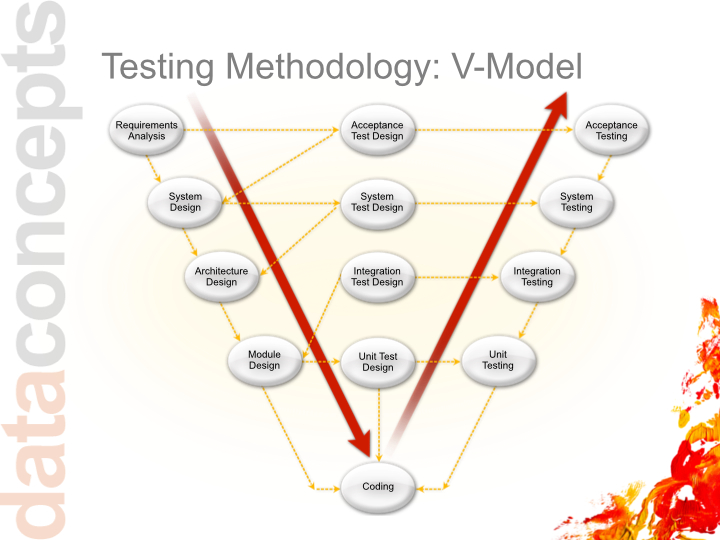 dataconcepts
Testing Methodology: V-Model
Requirements
Analysis
Acceptance
Test Design
Acceptance
Testing
System
Design
System
Test Design
System
Testing
Architecture
Design
Integration
Test Design
Integration
Testing
Module
Design
Unit Test
Design
Unit
Testing
Coding